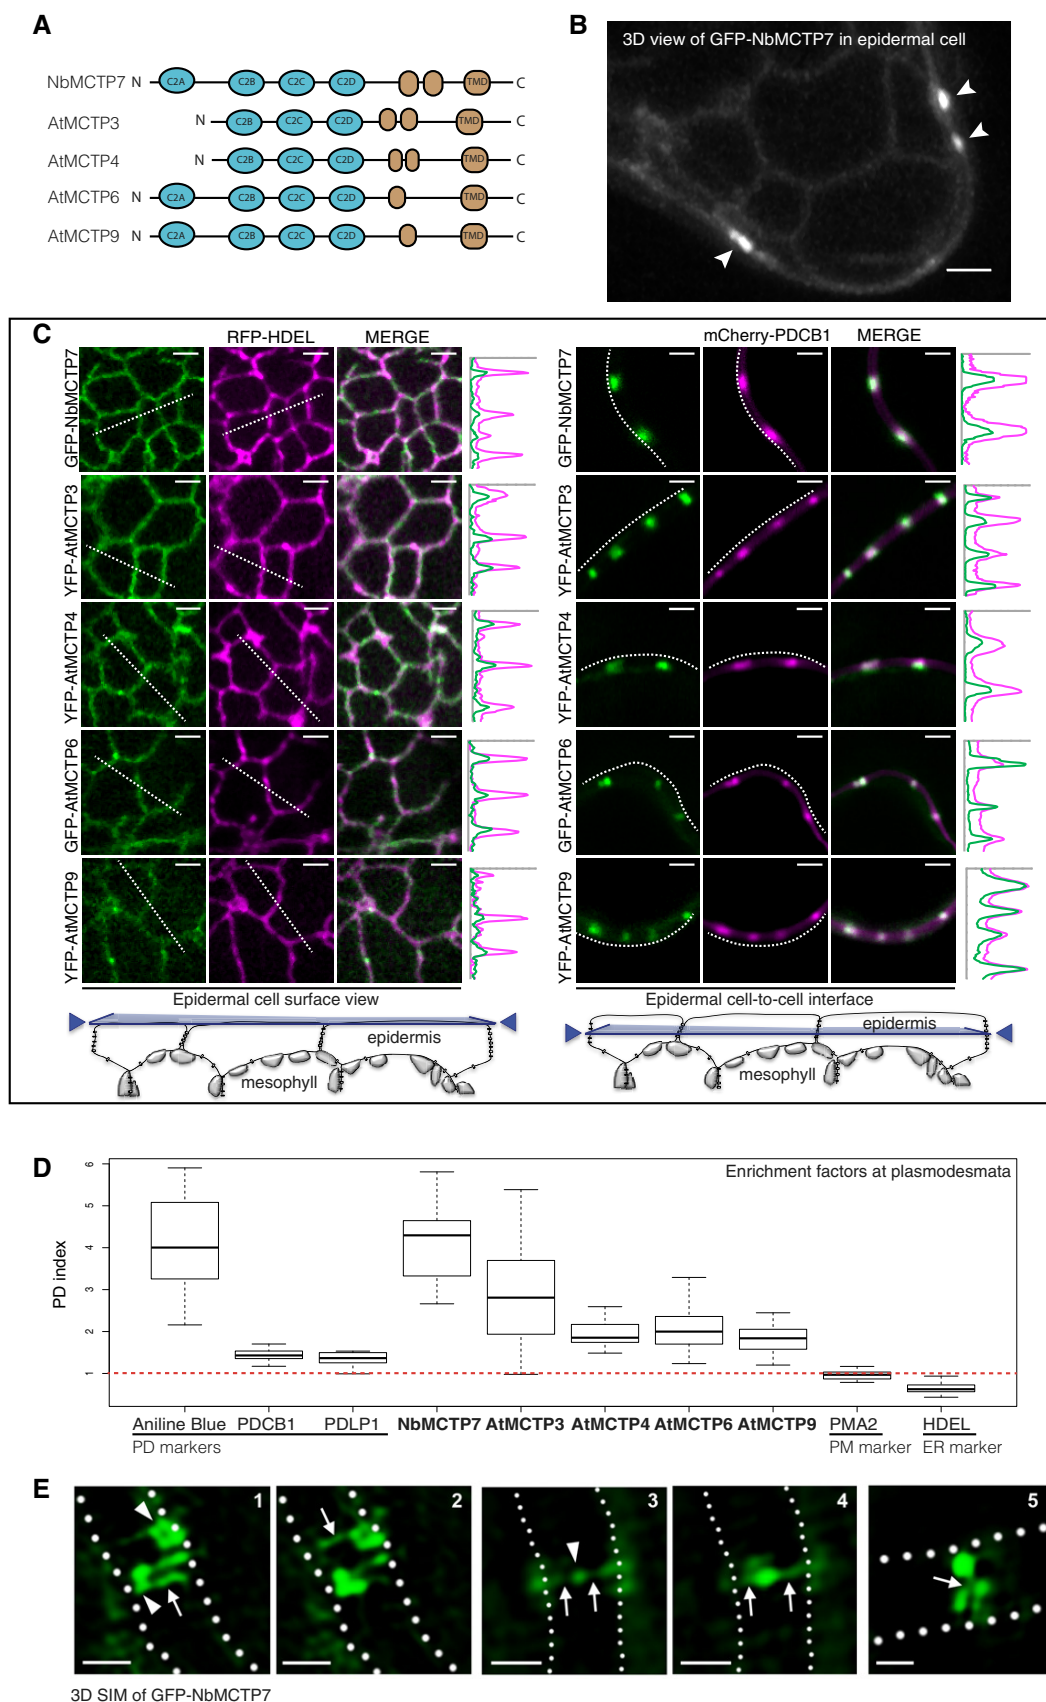 A
NbMCTP7 N C2A C2B C2C C2D TMD C
AtMCTP3 N C2B C2C C2D TMD C
AtMCTP4 N C2B C2C C2D TMD C
AtMCTP6 N C2A C2B C2C C2D TMD C
AtMCTP9 N C2A C2B C2C C2D TMD C
B
3D view of GFP-NbMCTP7 in epidermal cell
C
RFP-HDEL MERGE
mCherry-PDCB1 MERGE
GFP-NbMCTP7
YFP-AtMCTP3
YFP-AtMCTP4
GFP-AtMCTP6
YFP-AtMCTP9
GFP-NbMCTP7
YFP-AtMCTP3
YFP-AtMCTP4
GFP-AtMCTP6
YFP-AtMCTP9
Epidermal cell surface view
epidermis
mesophyll
Epidermal cell-to-cell interface
epidermis
mesophyll
D
Enrichment factors at plasmodesmata
PD index
6
5
4
3
2
1
Aniline Blue PDCB1 PDLP1 NbMCTP7 AtMCTP3 AtMCTP4 AtMCTP6 AtMCTP9 PMA2 HDEL
PD markers PM marker ER marker
E
1 2 3 4 5
3D SIM of GFP-NbMCTP7